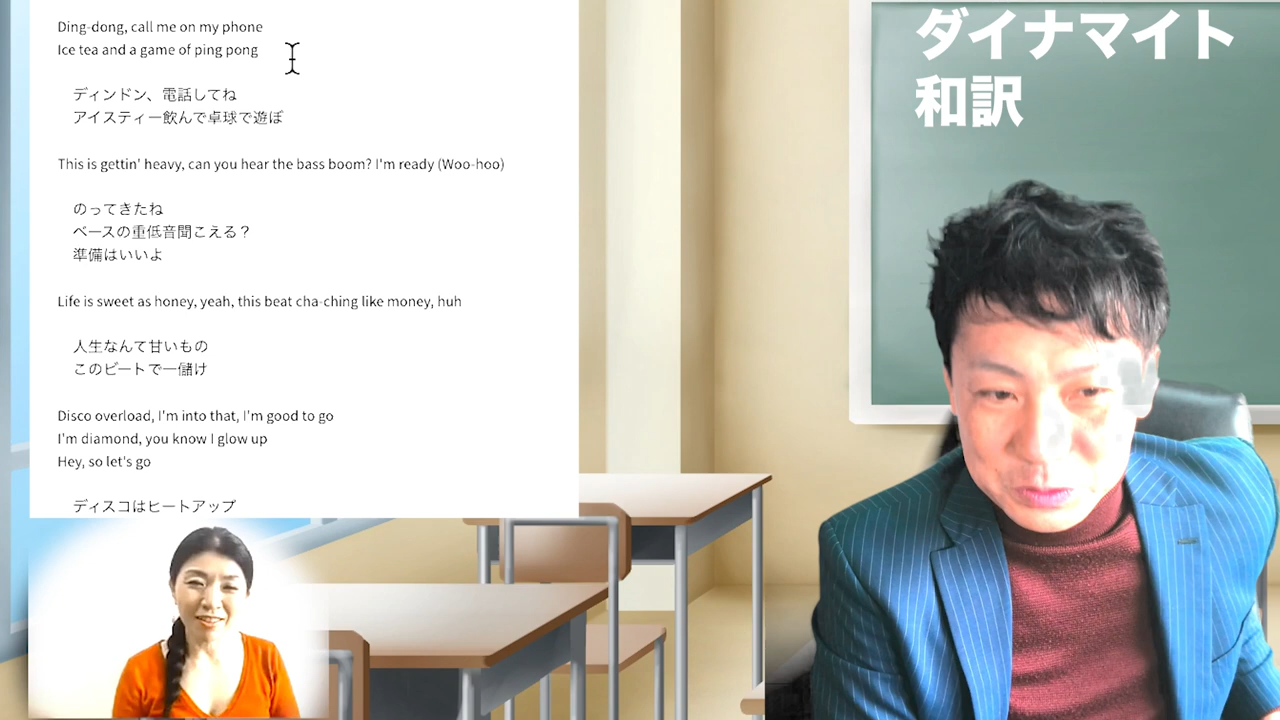 Ding-dong, call me on my phone
Ice tea and a game of ping pong
ディンドン、電話してね
アイスティー飲んで卓球で遊ぼ
This is gettin' heavy, can you hear the bass boom? I'm ready (Woo-hoo)
のってきたね
ベースの重低音聞こえる？
準備はいいよ
Life is sweet as honey, yeah, this beat cha-ching like money, huh
人生なんて甘いもの
このビートで一儲け
Disco overload, I'm into that, I'm good to go
I'm diamond, you know I glow up
Hey, so let's go
ディスコはヒートアップ
ダイナマイト
和訳